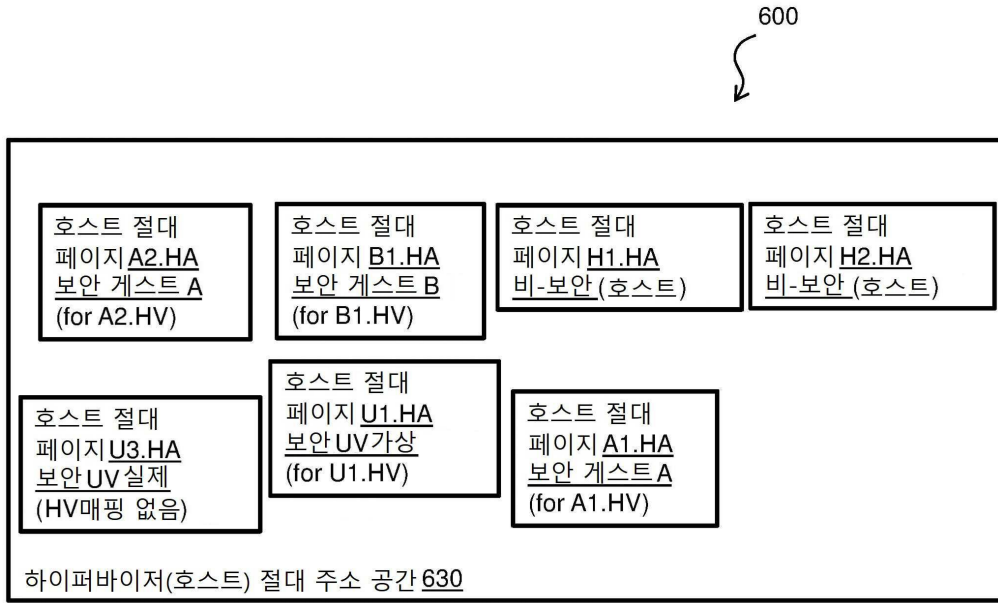 600
호스트 절대
페이지 A2.HA
보안 게스트 A
(for A2.HV)
호스트 절대
페이지 B1.HA
보안 게스트 B
(for B1.HV)
호스트 절대
페이지 H1.HA
비-보안 (호스트)
호스트 절대
페이지 H2.HA
비-보안 (호스트)
호스트 절대
페이지 U3.HA
보안 UV 실제
(HV매핑 없음)
호스트 절대
페이지 U1.HA
보안 UV 가상
(for U1.HV)
호스트 절대
페이지 A1.HA
보안 게스트 A
(for A1.HV)
하이퍼바이저(호스트) 절대 주소 공간 630